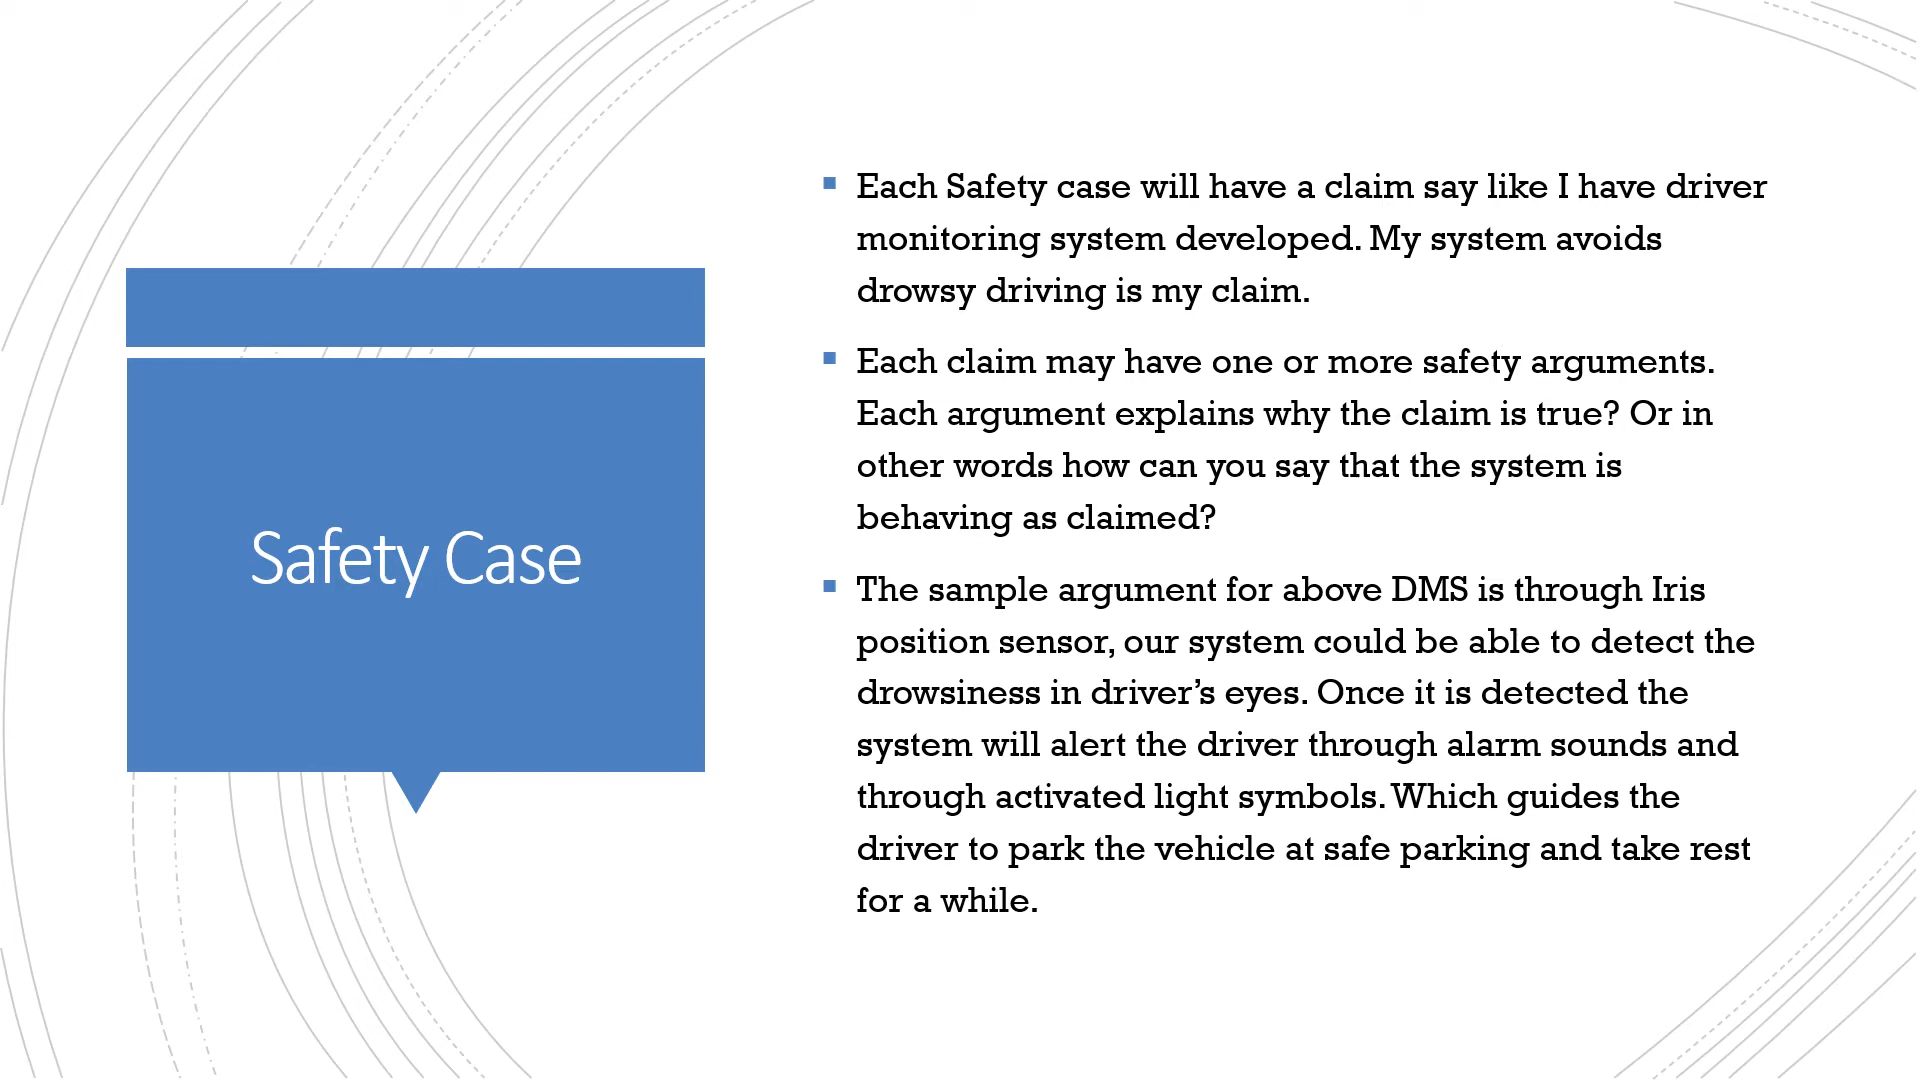 Safety Case
Each Safety case will have a claim say like I have driver
monitoring system developed. My system avoids
drowsy driving is my claim.
Each claim may have one or more safety arguments.
Each argument explains why the claim is true? Or in
other words how can you say that the system is
behaving as claimed?
The sample argument for above DMS is through Iris
position sensor, our system could be able to detect the
drowsiness in driver’s eyes. Once it is detected the
system will alert the driver through alarm sounds and
through activated light symbols. Which guides the
driver to park the vehicle at safe parking and take rest
for a while.